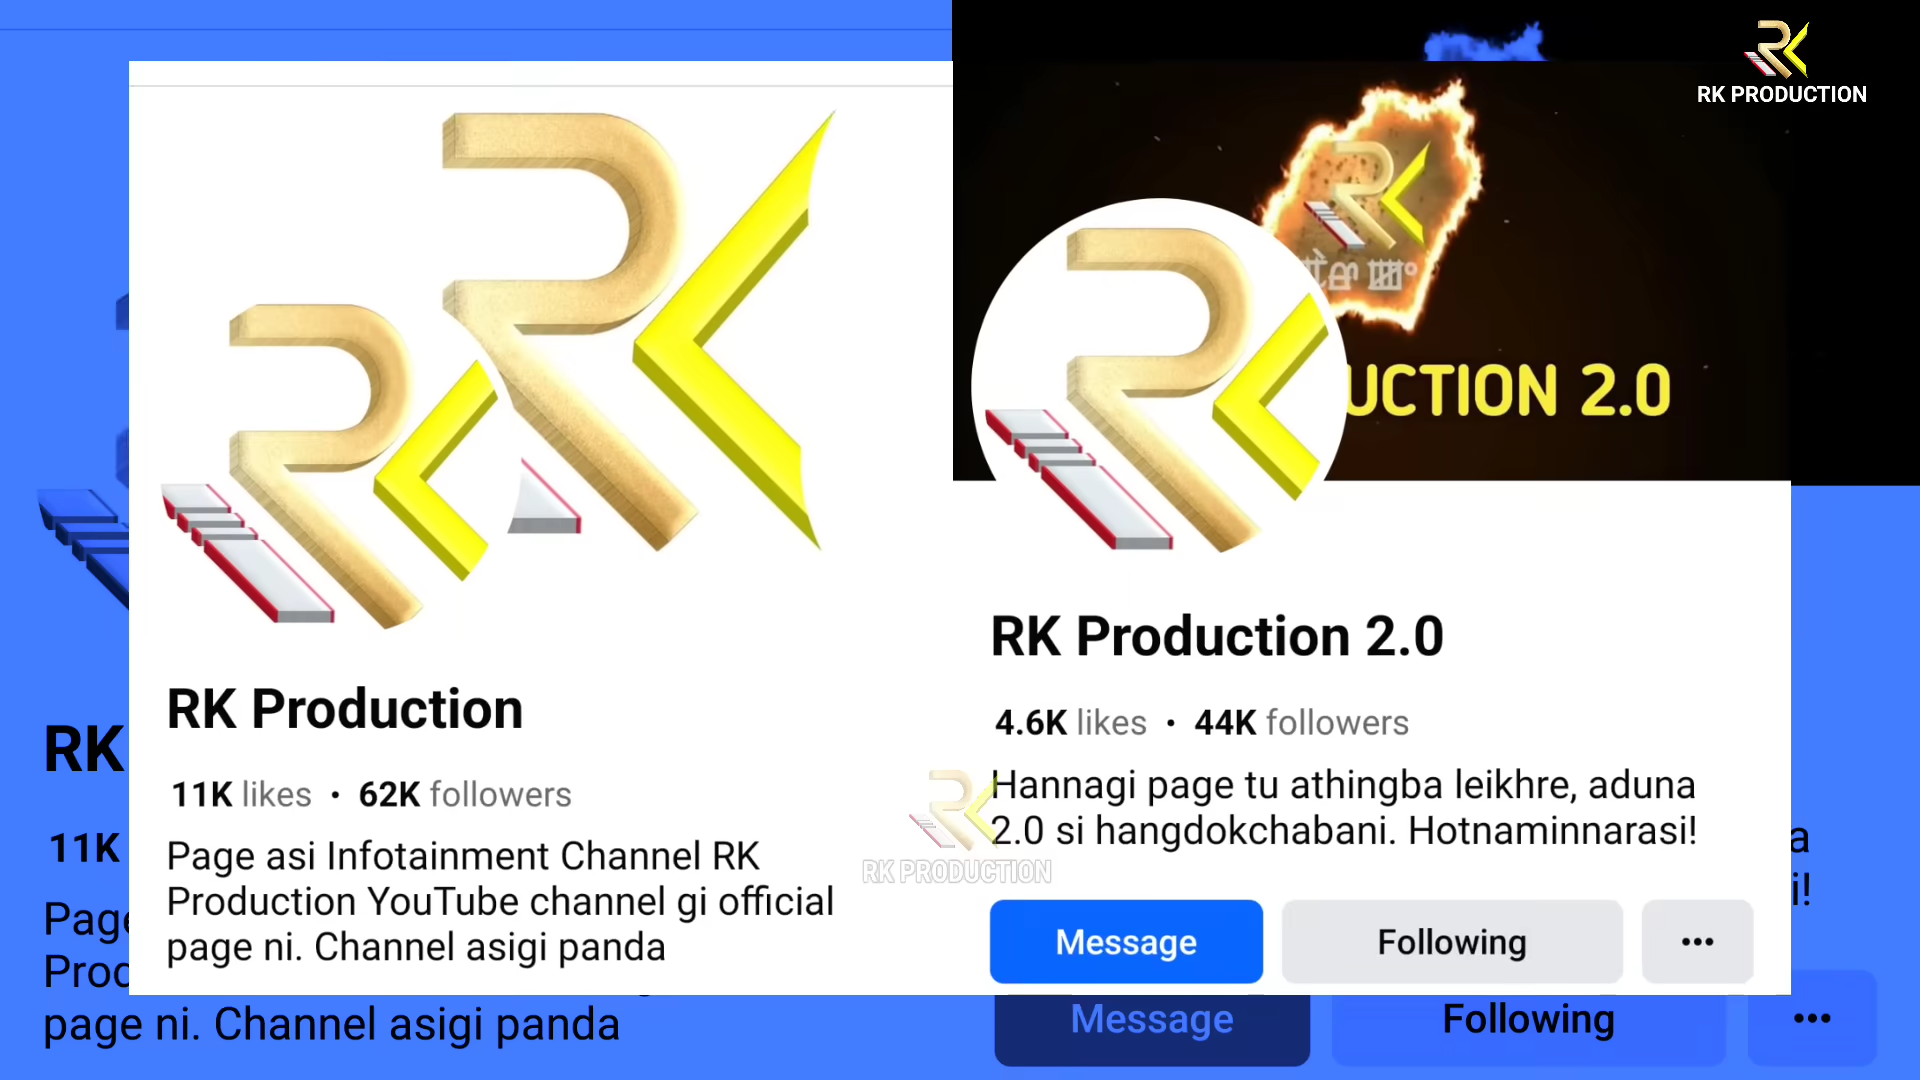 RK PRODUCTION
UCTION 2.0
RK Production
11K likes • 62K followers
Page asi Infotainment Channel RK
Production YouTube channel gi official
page ni. Channel asigi panda
RK Production 2.0
4.6K likes • 44K followers
Hannagi page tu athingba leikhre, aduna
2.0 si hangdokchabani. Hotnaminnarasi!
Message Following
RK PRODUCTION
RK
11K
Page
Proc
page ni. Channel asigi panda
a
i!
Message Following